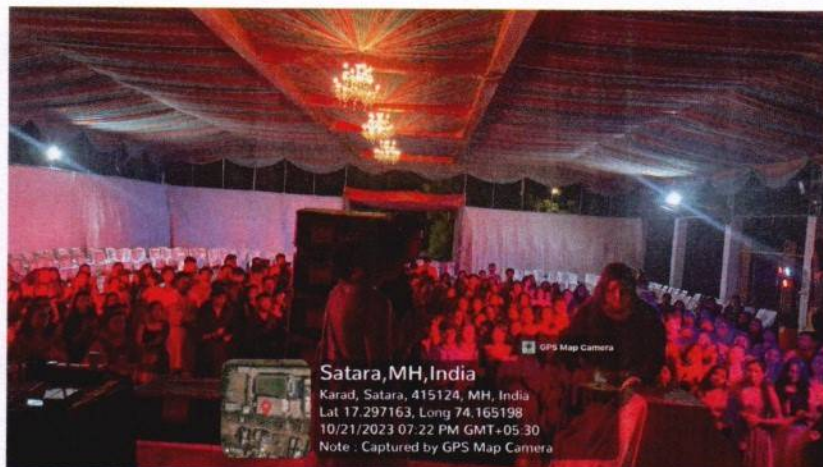 GPS Map Camera
Satara,MH,India
Karad, Satara, 415124, MH, India
Lat 17.297163, Long 74.165198
10/21/2023 07:22 PM GMT+05:30
Note : Captured by GPS Map Camera